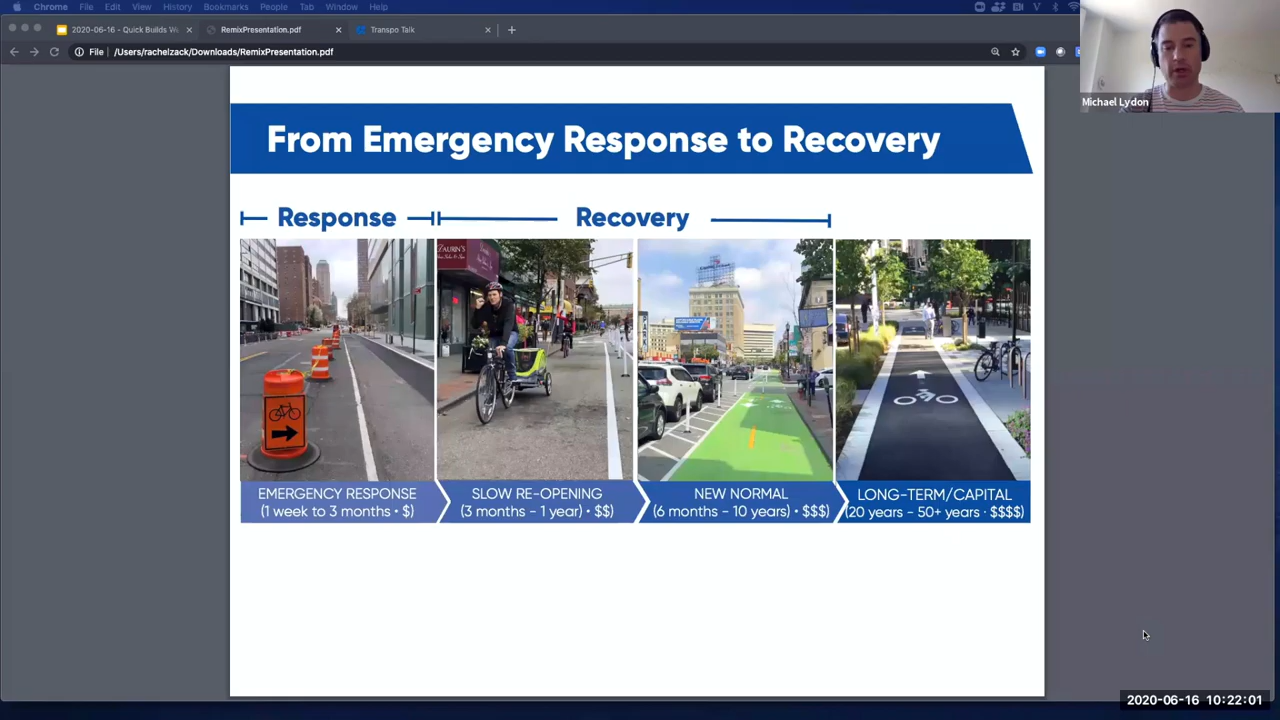 Chrome File Edit View History Bookmarks People Tab Window Help
2020-06-16 - Quick Builds W
RemixPresentation.pdf
Transpo Talk
File /Users/rachelzack/Downloads/RemixPresentation.pdf
Michael Lydon
From Emergency Response to Recovery
Response
Recovery
EMERGENCY RESPONSE
(1 week to 3 months • $)
SLOW RE-OPENING
(3 months - 1 year) • $$)
NEW NORMAL
(6 months - 10 years) • $$$)
LONG-TERM/CAPITAL
(20 years - 50+ years · $$$$)
2020-06-16 10:22:01